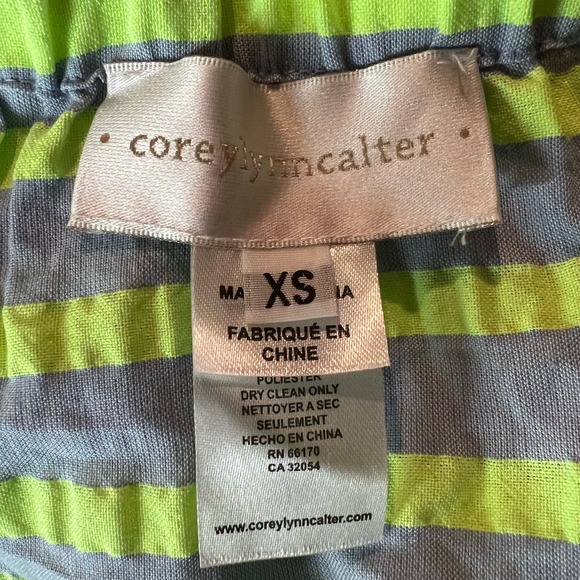 • coreylynncalter •
XS
FABRIQUÉ EN
CHINE
POLIESTER
DRY CLEAN ONLY
NETTOYER A SEC
SEULEMENT
HECHO EN CHINA
RN 66170
CA 32054
www.coreylynncalter.com